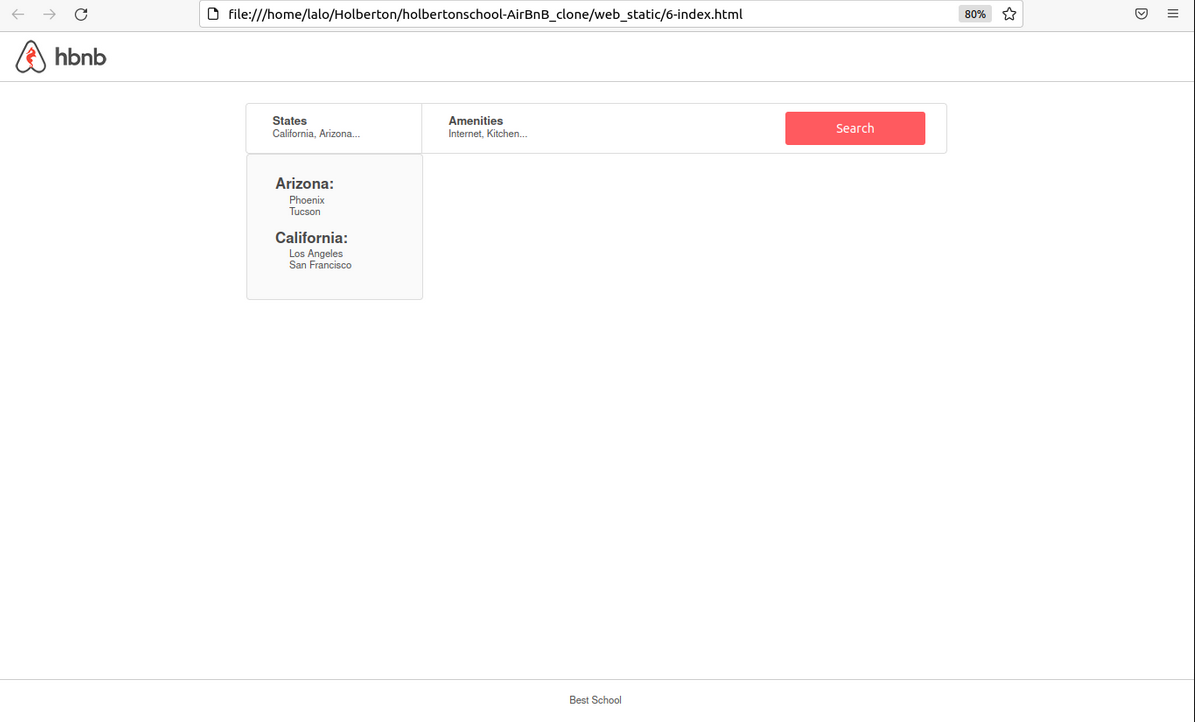 file:///home/lalo/Holberton/holbertonschool-AirBnB_clone/web_static/6-index.html
80%
hbnb
States
California, Arizona...
Amenities
Internet, Kitchen...
Search
Arizona:
Phoenix
Tucson
California:
Los Angeles
San Francisco
Best School